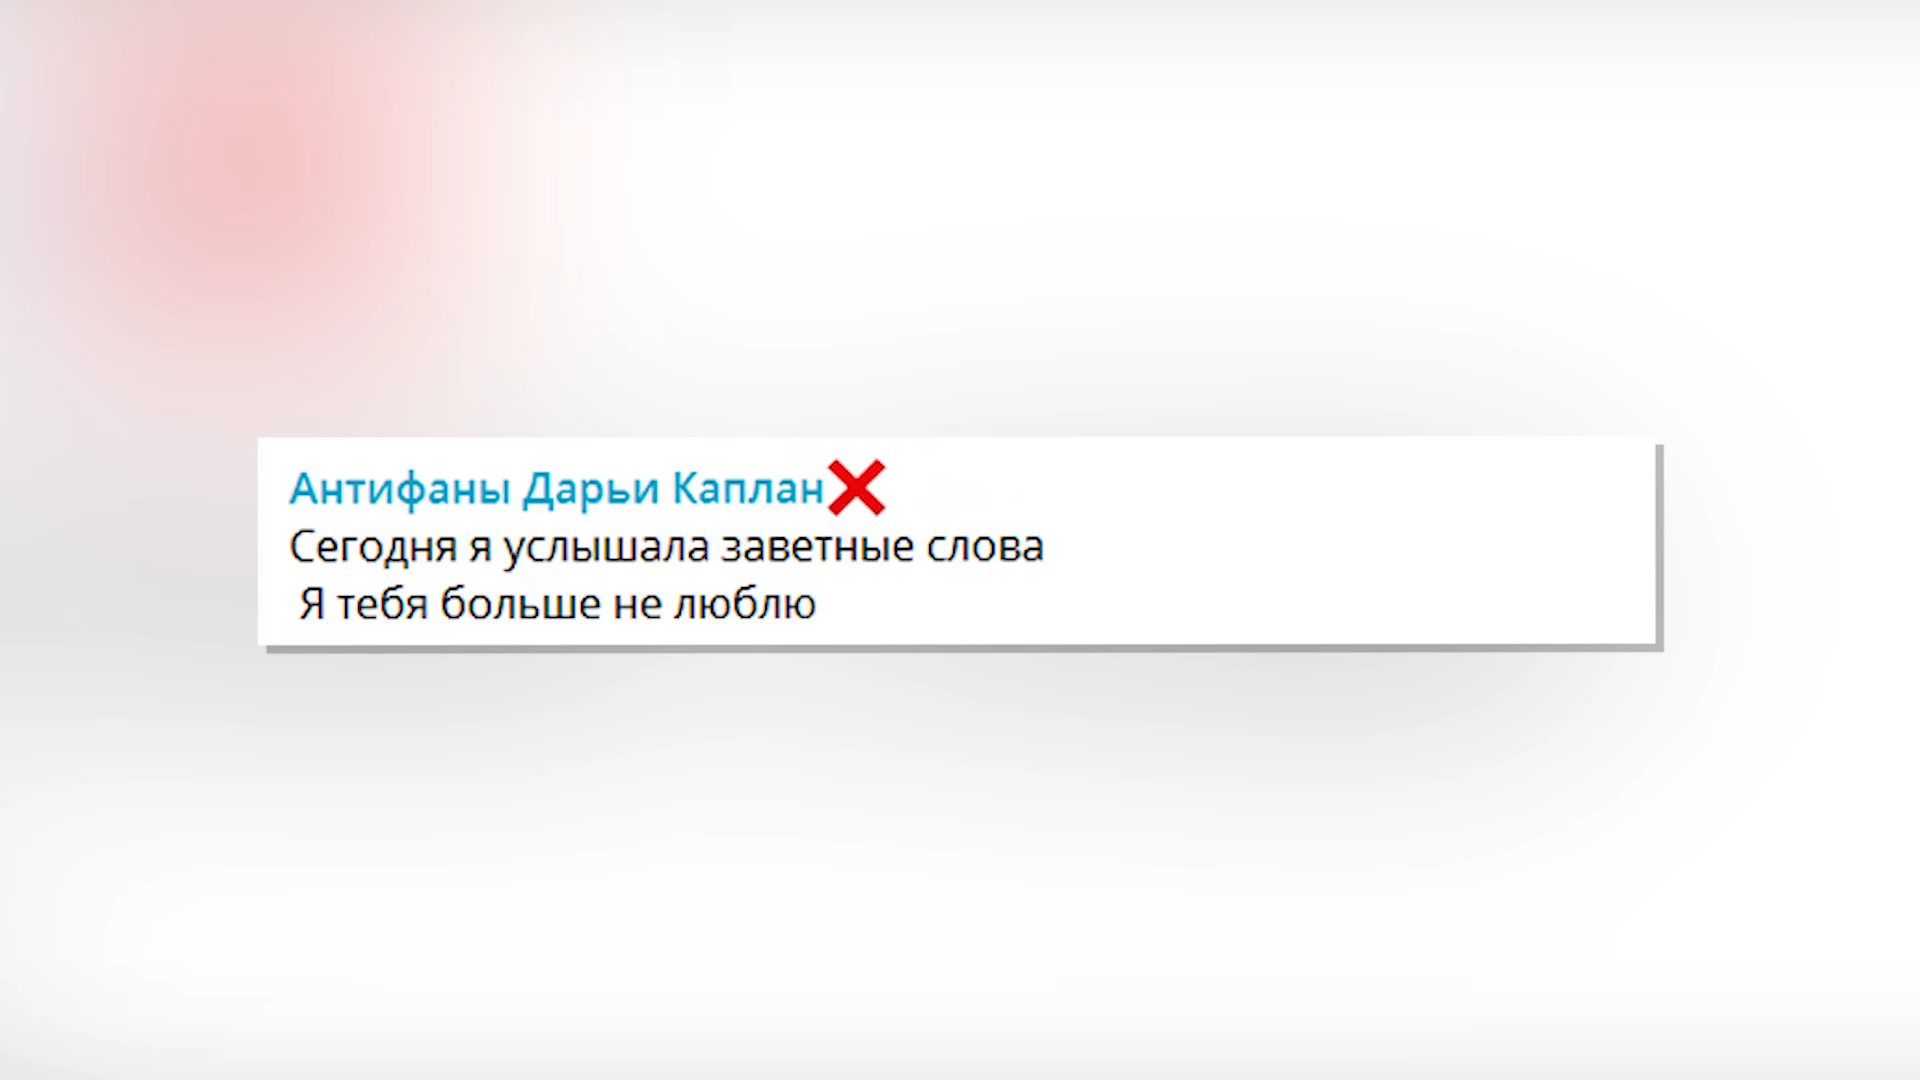 Антифаны Дарьи Каплан❌
Сегодня я услышала заветные слова
Я тебя больше не люблю